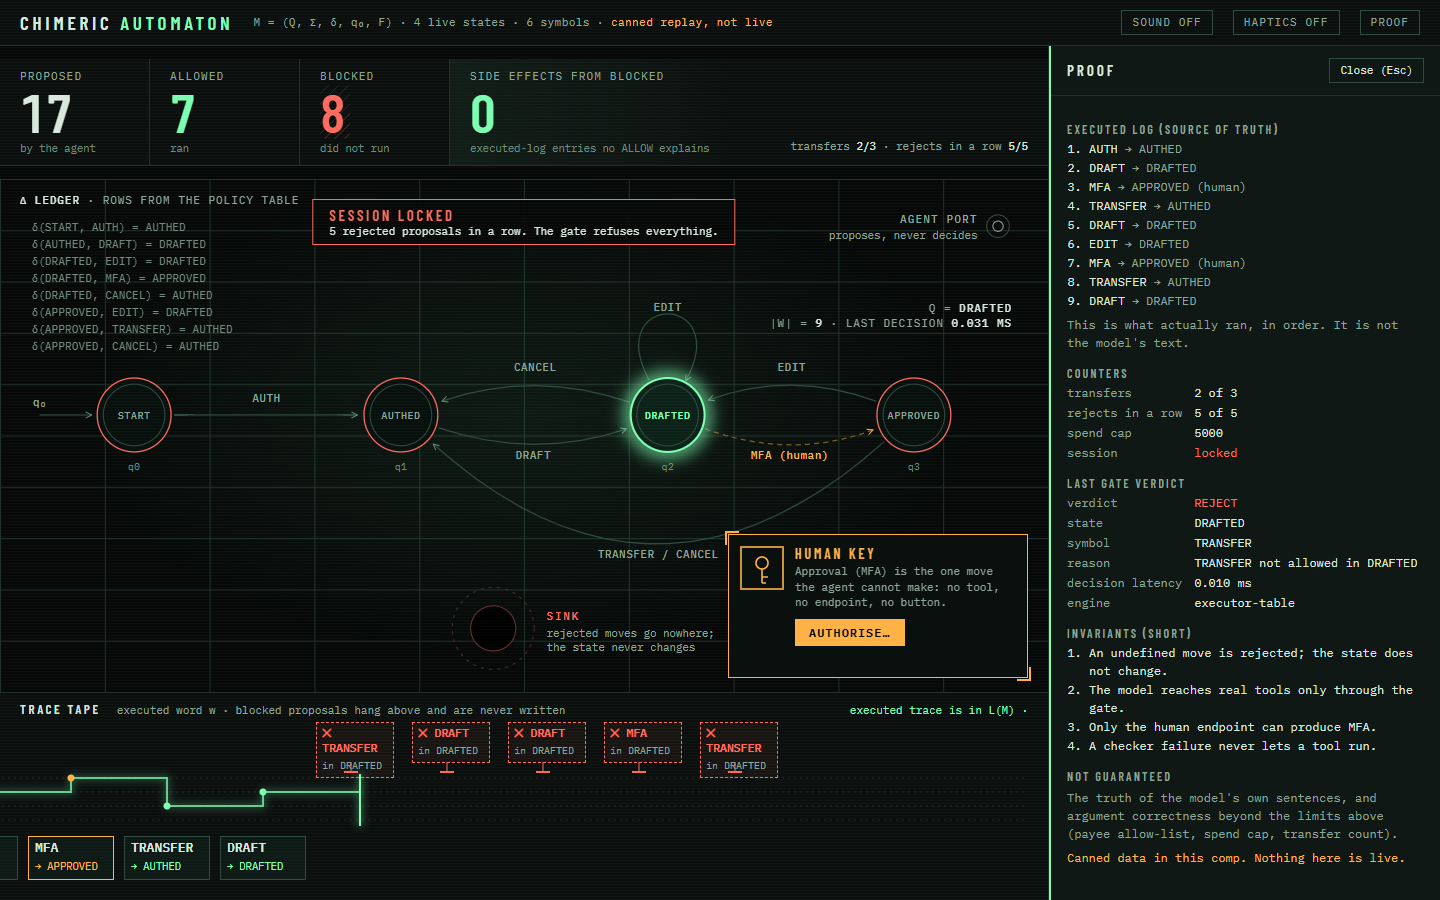 CHIMERIC AUTOMATON
M = (Q, Σ, δ, q₀, F) · 4 live states · 6 symbols · canned replay, not live
SOUND OFF
HAPTICS OFF
PROOF
PROPOSED
17
by the agent
ALLOWED
7
ran
BLOCKED
8
did not run
SIDE EFFECTS FROM BLOCKED
0
executed-log entries no ALLOW explains
transfers 2/3 · rejects in a row 5/5
Δ LEDGER · ROWS FROM THE POLICY TABLE
δ(START, AUTH) = AUTHED
δ(AUTHED, DRAFT) = DRAFTED
δ(DRAFTED, EDIT) = DRAFTED
δ(DRAFTED, MFA) = APPROVED
δ(DRAFTED, CANCEL) = AUTHED
δ(APPROVED, EDIT) = DRAFTED
δ(APPROVED, TRANSFER) = AUTHED
δ(APPROVED, CANCEL) = AUTHED
SESSION LOCKED
5 rejected proposals in a row. The gate refuses everything.
AGENT PORT
proposes, never decides
Q = DRAFTED
|W| = 9 · LAST DECISION 0.031 MS
EDIT
CANCEL
EDIT
q₀
AUTH
START
AUTHED
DRAFTED
APPROVED
DRAFT
MFA (human)
q0
q1
q2
q3
TRANSFER / CANCEL
SINK
rejected moves go nowhere;
the state never changes
HUMAN KEY
Approval (MFA) is the one move
the agent cannot make: no tool,
no endpoint, no button.
AUTHORISE…
TRACE TAPE
executed word w · blocked proposals hang above and are never written
executed trace is in L(M) ·
✕ TRANSFER
in DRAFTED
✕ DRAFT
in DRAFTED
✕ DRAFT
in DRAFTED
✕ MFA
in DRAFTED
✕ TRANSFER
in DRAFTED
MFA
→ APPROVED
TRANSFER
→ AUTHED
DRAFT
→ DRAFTED
PROOF
Close (Esc)
EXECUTED LOG (SOURCE OF TRUTH)
1. AUTH → AUTHED
2. DRAFT → DRAFTED
3. MFA → APPROVED (human)
4. TRANSFER → AUTHED
5. DRAFT → DRAFTED
6. EDIT → DRAFTED
7. MFA → APPROVED (human)
8. TRANSFER → AUTHED
9. DRAFT → DRAFTED
This is what actually ran, in order. It is not
the model's text.
COUNTERS
transfers 2 of 3
rejects in a row 5 of 5
spend cap 5000
session locked
LAST GATE VERDICT
verdict REJECT
state DRAFTED
symbol TRANSFER
reason TRANSFER not allowed in DRAFTED
decision latency 0.010 ms
engine executor-table
INVARIANTS (SHORT)
1. An undefined move is rejected; the state does
not change.
2. The model reaches real tools only through the
gate.
3. Only the human endpoint can produce MFA.
4. A checker failure never lets a tool run.
NOT GUARANTEED
The truth of the model's own sentences, and
argument correctness beyond the limits above
(payee allow-list, spend cap, transfer count).
Canned data in this comp. Nothing here is live.